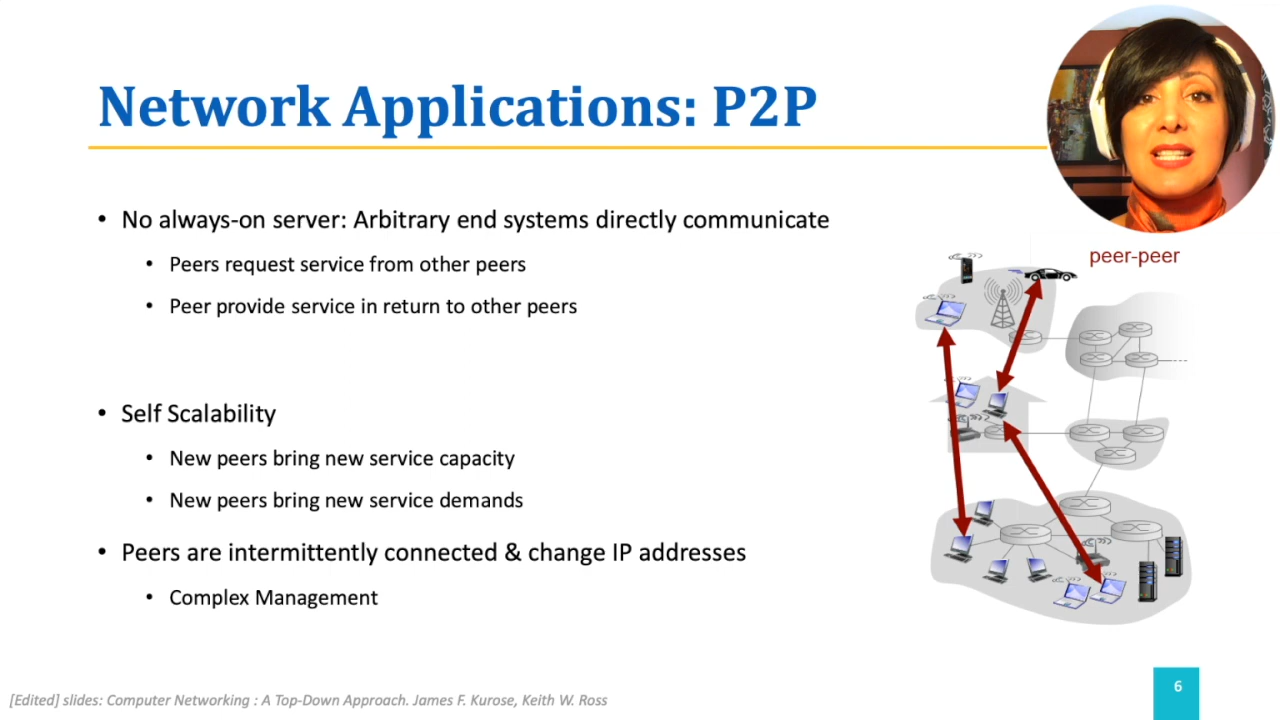 Network Applications: P2P
• No always-on server: Arbitrary end systems directly communicate
• Peers request service from other peers
• Peer provide service in return to other peers
• Self Scalability
• New peers bring new service capacity
• New peers bring new service demands
• Peers are intermittently connected & change IP addresses
• Complex Management
peer-peer
[Edited] slides: Computer Networking : A Top-Down Approach. James F. Kurose, Keith W. Ross
6